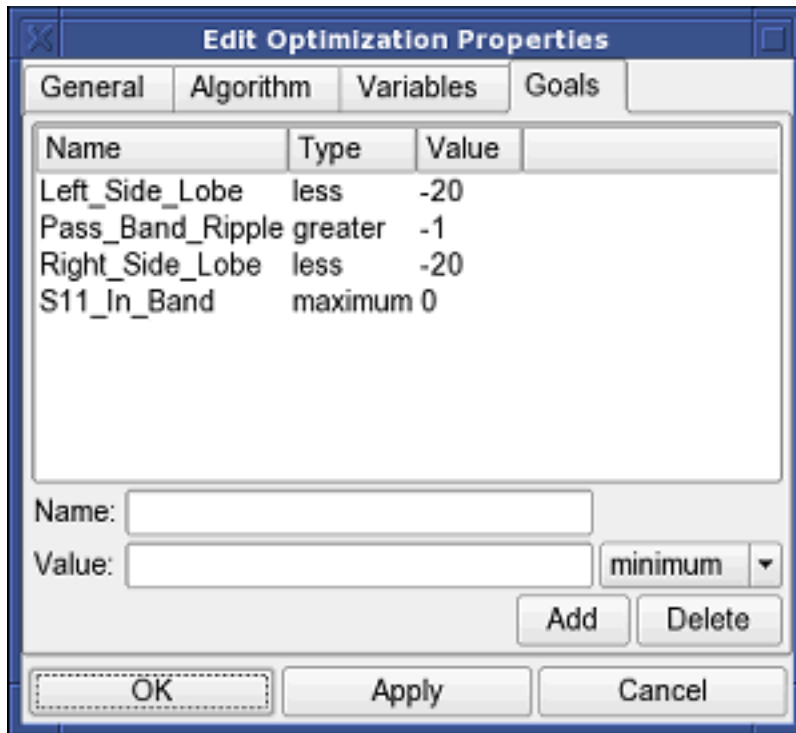 Edit Optimization Properties
General Algorithm Variables Goals
Name Type Value
Left_Side_Lobe less -20
Pass_Band_Ripple greater -1
Right_Side_Lobe less -20
S11_In_Band maximum 0
Name:
Value: minimum
Add Delete
OK Apply Cancel